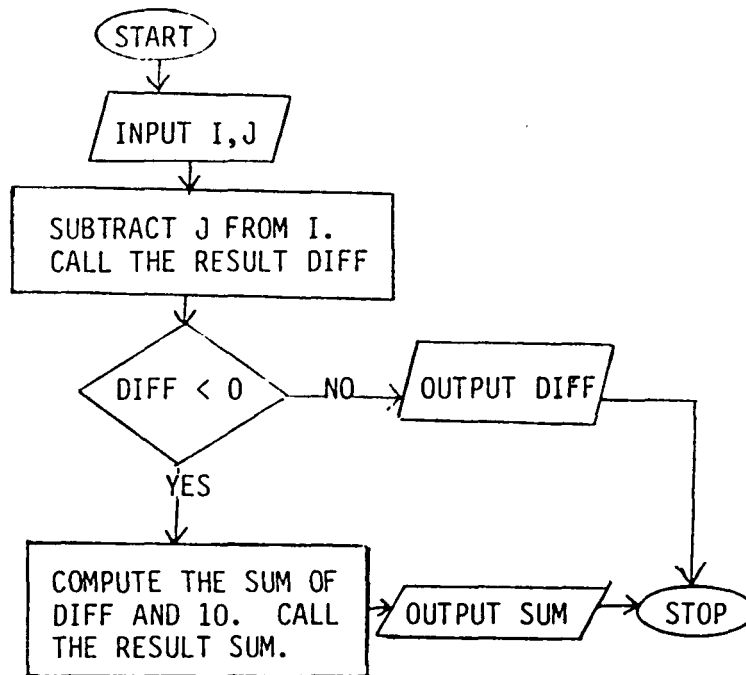 START
INPUT I,J
SUBTRACT J FROM I.
CALL THE RESULT DIFF
DIFF < 0
NO
OUTPUT DIFF
YES
COMPUTE THE SUM OF
DIFF AND 10. CALL
THE RESULT SUM.
OUTPUT SUM
STOP